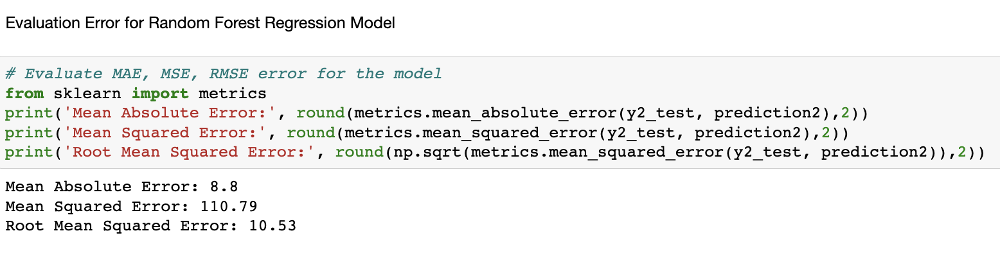 Evaluation Error for Random Forest Regression Model
# Evaluate MAE, MSE, RMSE error for the model
from sklearn import metrics
print('Mean Absolute Error:', round(metrics.mean_absolute_error(y2_test, prediction2),2))
print('Mean Squared Error:', round(metrics.mean_squared_error(y2_test, prediction2),2))
print('Root Mean Squared Error:', round(np.sqrt(metrics.mean_squared_error(y2_test, prediction2)),2))
Mean Absolute Error: 8.8
Mean Squared Error: 110.79
Root Mean Squared Error: 10.53